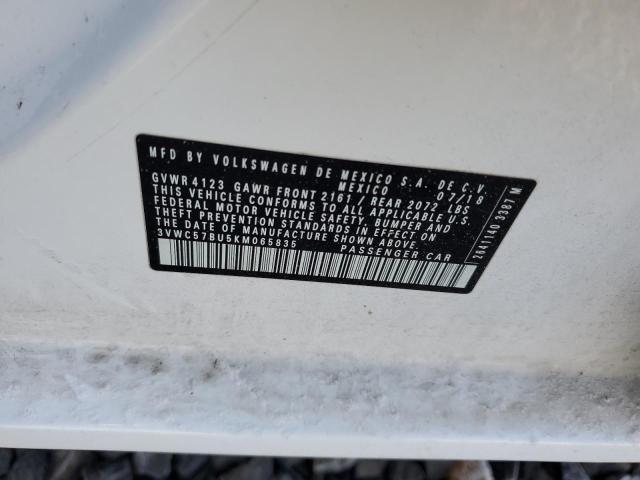 MFD BY VOLKSWAGEN DE MEXICO S.A. DE C.V.
MEXICO 07/18
GVWR 4123 GAWR FRONT 2161 / REAR 2072 LBS
THIS VEHICLE CONFORMS TO ALL APPLICABLE U.S.
FEDERAL MOTOR VEHICLE SAFETY, BUMPER AND
THEFT PREVENTION STANDARDS IN EFFECT ON
THE DATE OF MANUFACTURE SHOWN ABOVE.
3VWC57BU5KM065835 PASSENGER CAR
2641140 3387 M